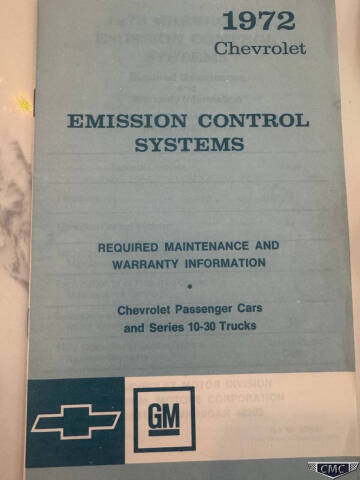 1972
Chevrolet
EMISSION CONTROL
SYSTEMS
REQUIRED MAINTENANCE AND
WARRANTY INFORMATION
•
Chevrolet Passenger Cars
and Series 10-30 Trucks
GM
CMC